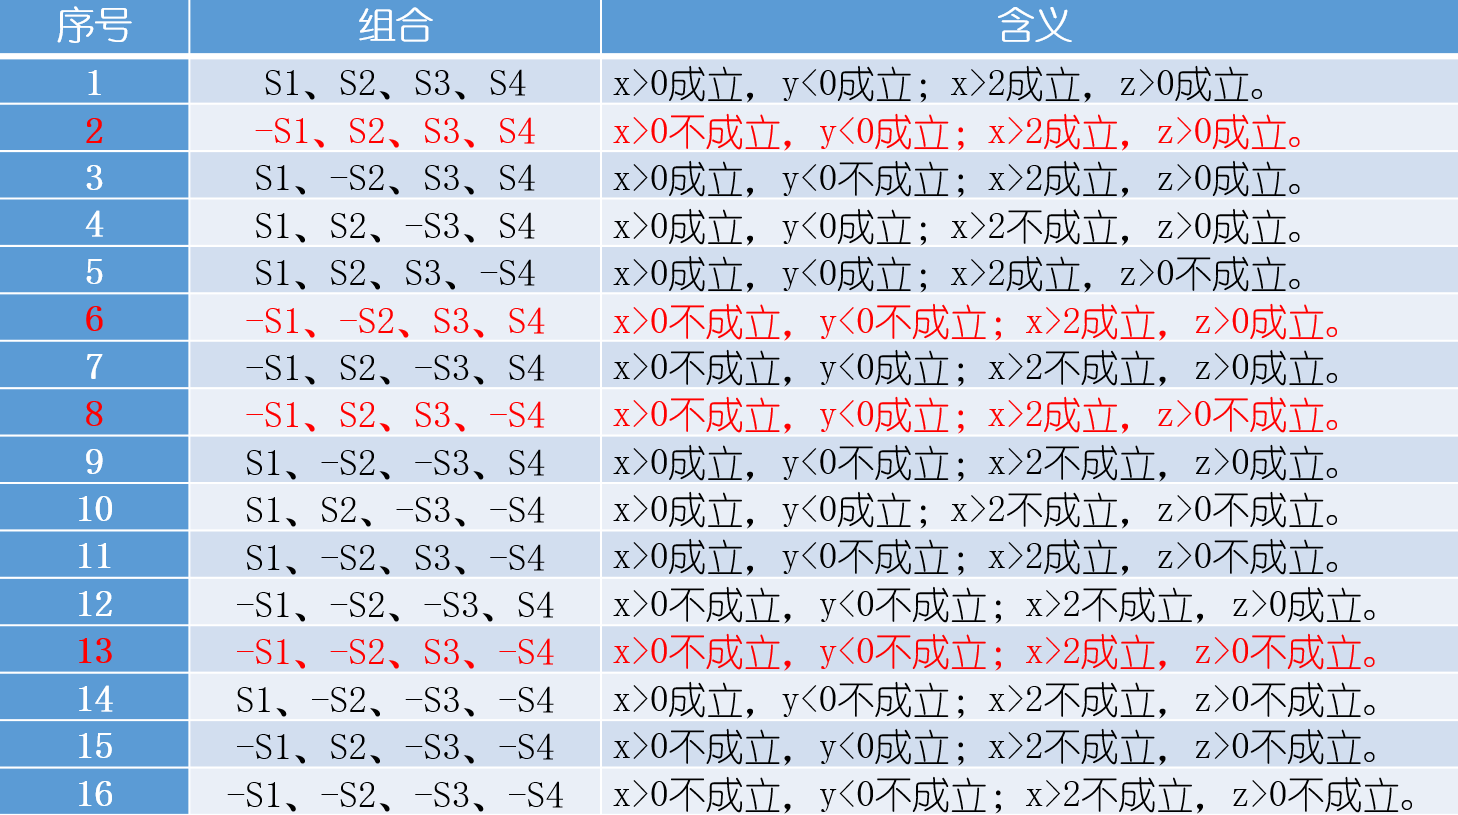 序号 组合 含义
1 S1、S2、S3、S4 x>0成立，y<0成立；x>2成立，z>0成立。
2 -S1、S2、S3、S4 x>0不成立，y<0成立；x>2成立，z>0成立。
3 S1、-S2、S3、S4 x>0成立，y<0不成立；x>2成立，z>0成立。
4 S1、S2、-S3、S4 x>0成立，y<0成立；x>2不成立，z>0成立。
5 S1、S2、S3、-S4 x>0成立，y<0成立；x>2成立，z>0不成立。
6 -S1、-S2、S3、S4 x>0不成立，y<0不成立；x>2成立，z>0成立。
7 -S1、S2、-S3、S4 x>0不成立，y<0成立；x>2不成立，z>0成立。
8 -S1、S2、S3、-S4 x>0不成立，y<0成立；x>2成立，z>0不成立。
9 S1、-S2、-S3、S4 x>0成立，y<0不成立；x>2不成立，z>0成立。
10 S1、S2、-S3、-S4 x>0成立，y<0成立；x>2不成立，z>0不成立。
11 S1、-S2、S3、-S4 x>0成立，y<0不成立；x>2成立，z>0不成立。
12 -S1、-S2、-S3、S4 x>0不成立，y<0不成立；x>2不成立，z>0成立。
13 -S1、-S2、S3、-S4 x>0不成立，y<0不成立；x>2成立，z>0不成立。
14 S1、-S2、-S3、-S4 x>0成立，y<0不成立；x>2不成立，z>0不成立。
15 -S1、S2、-S3、-S4 x>0不成立，y<0成立；x>2不成立，z>0不成立。
16 -S1、-S2、-S3、-S4 x>0不成立，y<0不成立；x>2不成立，z>0不成立。